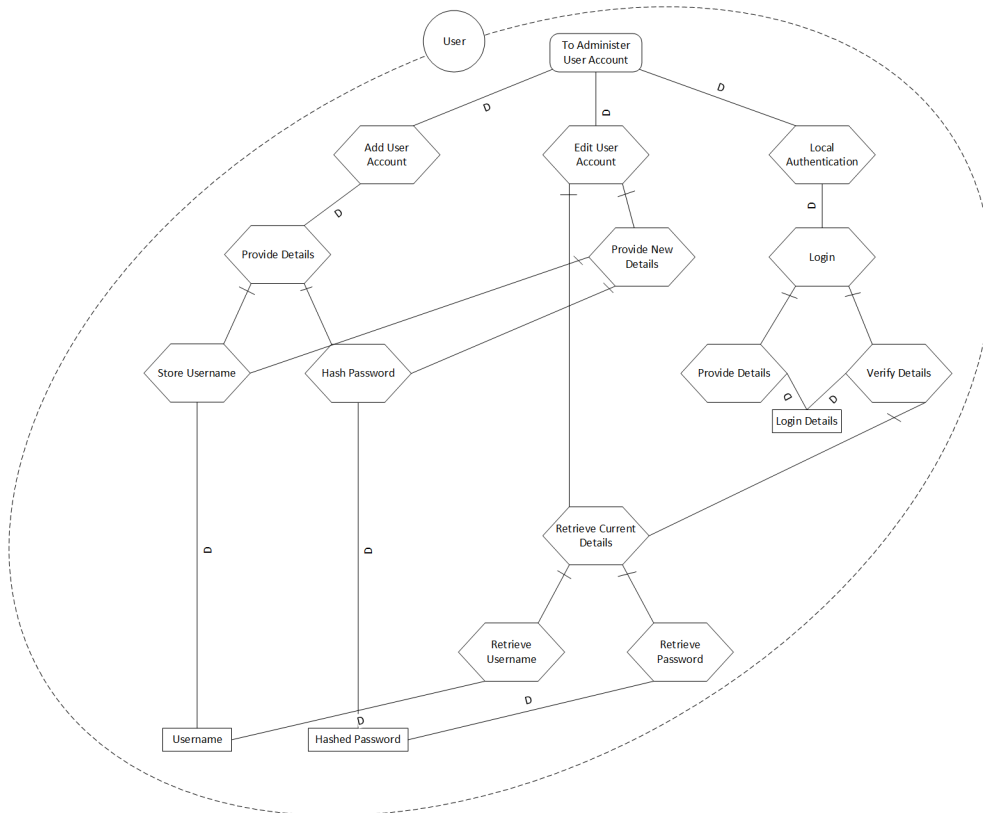 User
To Administer
User Account
D
D
D
Add User
Account
Edit User
Account
Local
Authentication
D
D
Provide Details
Provide New
Details
Login
Store Username
Hash Password
Provide Details
Verify Details
D
D
Login Details
Retrieve Current
Details
D
D
Retrieve
Username
Retrieve
Password
D
D
Username
Hashed Password